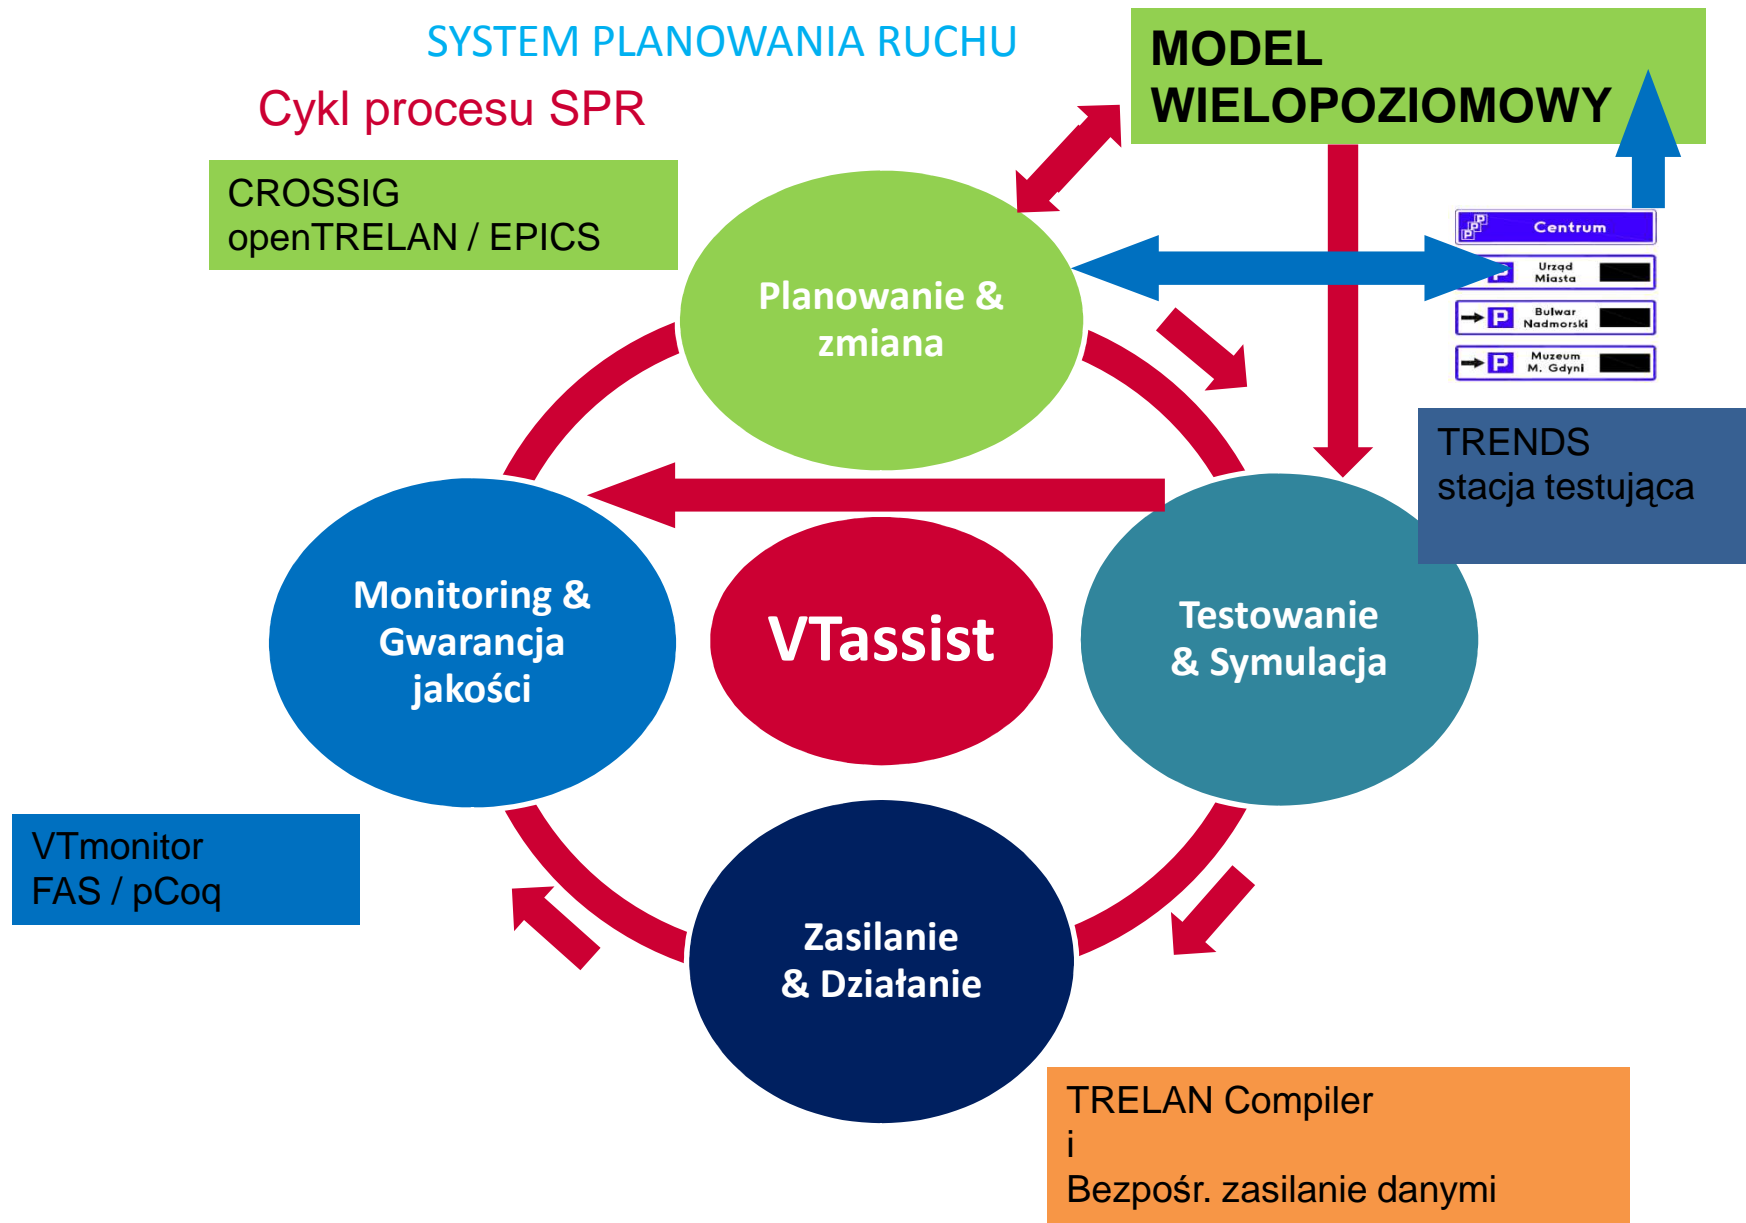 SYSTEM PLANOWANIA RUCHU
Cykl procesu SPR
MODEL
WIELOPOZIOMOWY
CROSSIG
openTRELAN / EPICS
Planowanie &
zmiana
P P P Centrum
P Urząd
Miasta
P Bulwar
Nadmorski
P Muzeum
M. Gdyni
TRENDS
stacja testująca
Monitoring &
Gwarancja
jakości
VTassist
Testowanie
& Symulacja
VTmonitor
FAS / pCoq
Zasilanie
& Działanie
TRELAN Compiler
i
Bezpośr. zasilanie danymi